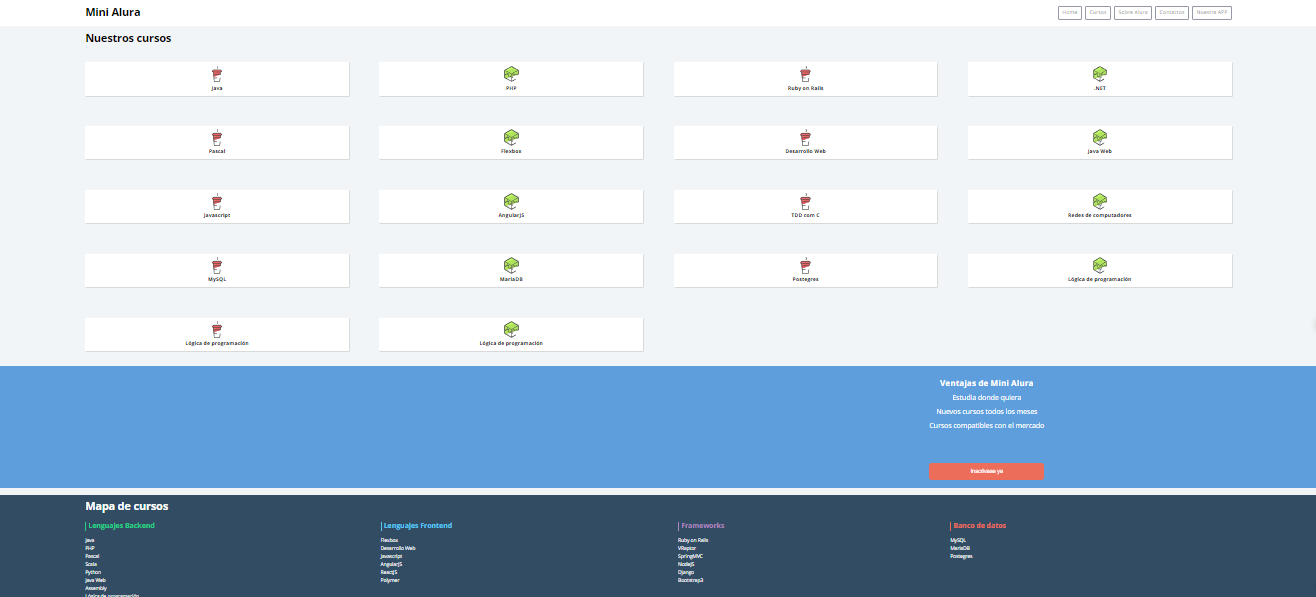 Mini Alura
Home
Cursos
Sobre Alura
Contactos
Nuestra APP
Nuestros cursos
Java
PHP
Ruby on Rails
.NET
Pascal
Flexbox
Desarrollo Web
Java Web
Javascript
AngularJS
TDD com C
Redes de computadores
MySQL
MariaDB
Postegres
Lógica de programación
Lógica de programación
Lógica de programación
Ventajas de Mini Alura
Estudia donde quiera
Nuevos cursos todos los meses
Cursos compatibles con el mercado
Mapa de cursos
Lenguajes Backend
Java
PHP
Pascal
Scala
Python
Java Web
Assembly
Lógica de programación
Lenguajes Frontend
Flexbox
Desarrollo Web
Javascript
AngularJS
ReactJS
Polymer
Frameworks
Ruby on Rails
VRaptor
SpringMVC
NodeJS
Django
Bootstrap3
Banco de datos
MySQL
MariaDB
Postegres